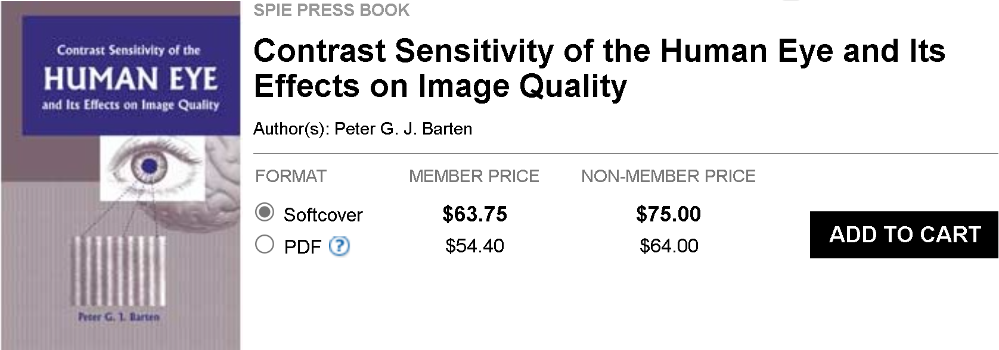 Contrast Sensitivity of the
HUMAN EYE
and Its Effects on Image Quality
Peter G. J. Barten
SPIE PRESS BOOK
Contrast Sensitivity of the Human Eye and Its
Effects on Image Quality
Author(s): Peter G. J. Barten
FORMAT MEMBER PRICE NON-MEMBER PRICE
Softcover $63.75 $75.00
PDF ? $54.40 $64.00
ADD TO CART